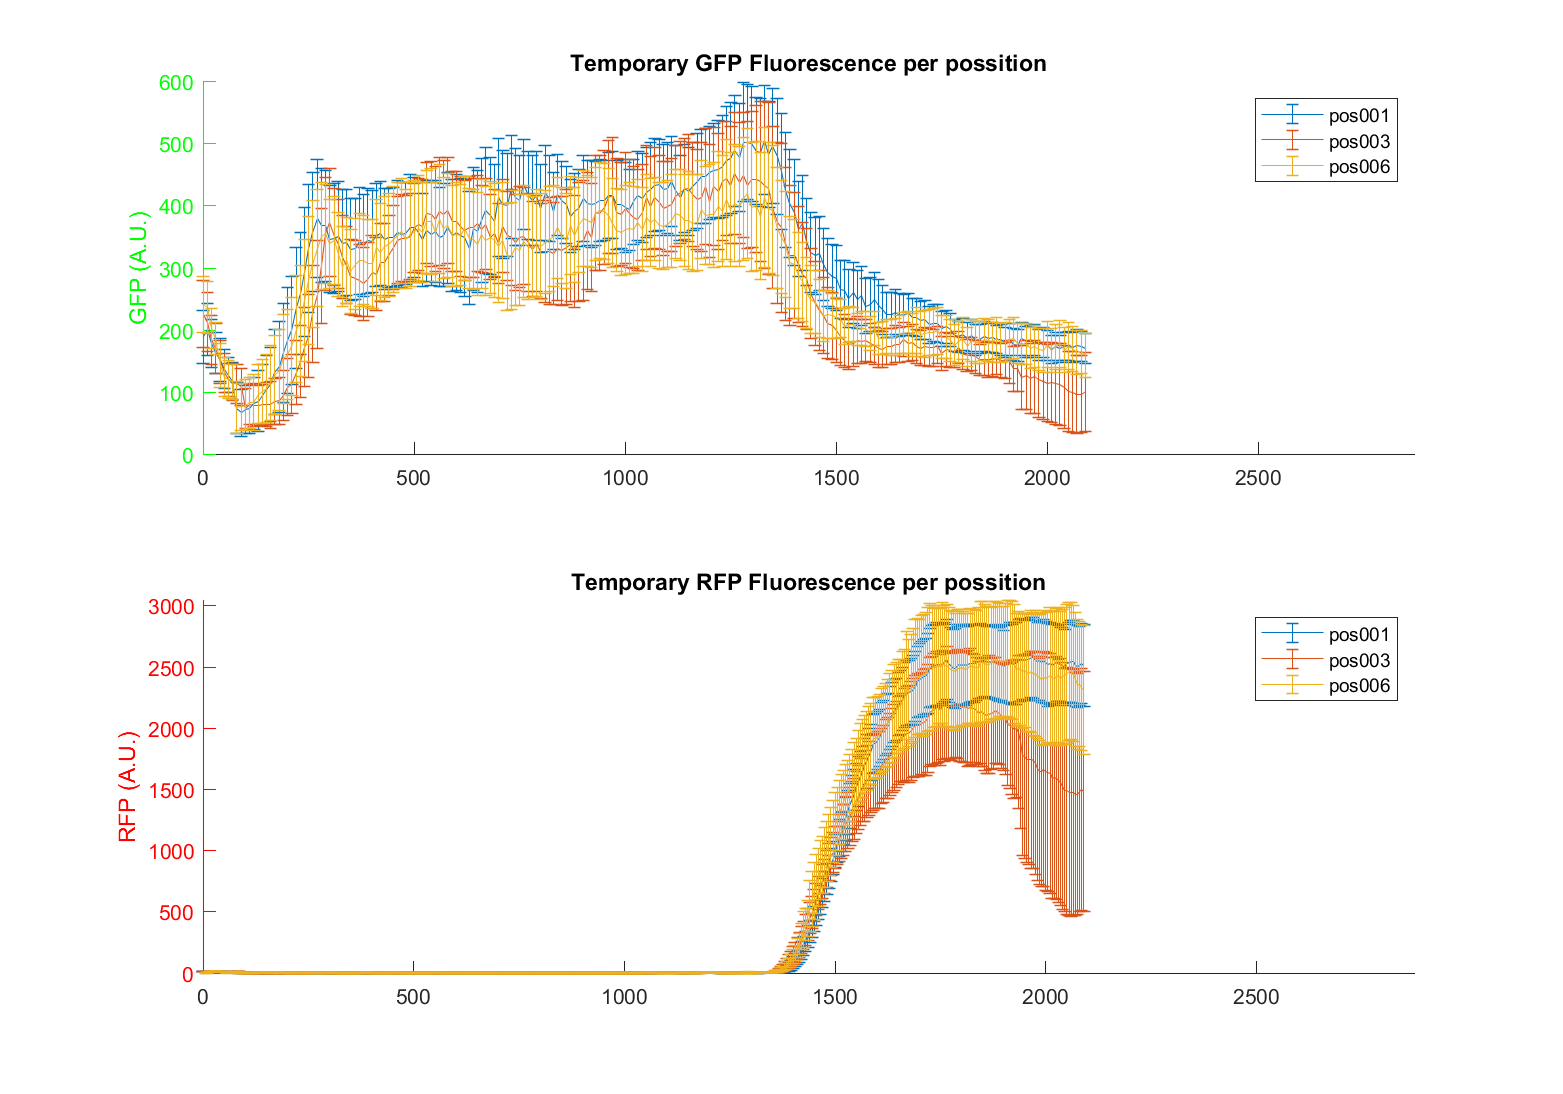 Temporary GFP Fluorescence per possition
600
500
400
300
200
100
0
GFP (A.U.)
0 500 1000 1500 2000 2500
pos001
pos003
pos006
Temporary RFP Fluorescence per possition
3000
2500
2000
1500
1000
500
0
RFP (A.U.)
0 500 1000 1500 2000 2500
pos001
pos003
pos006